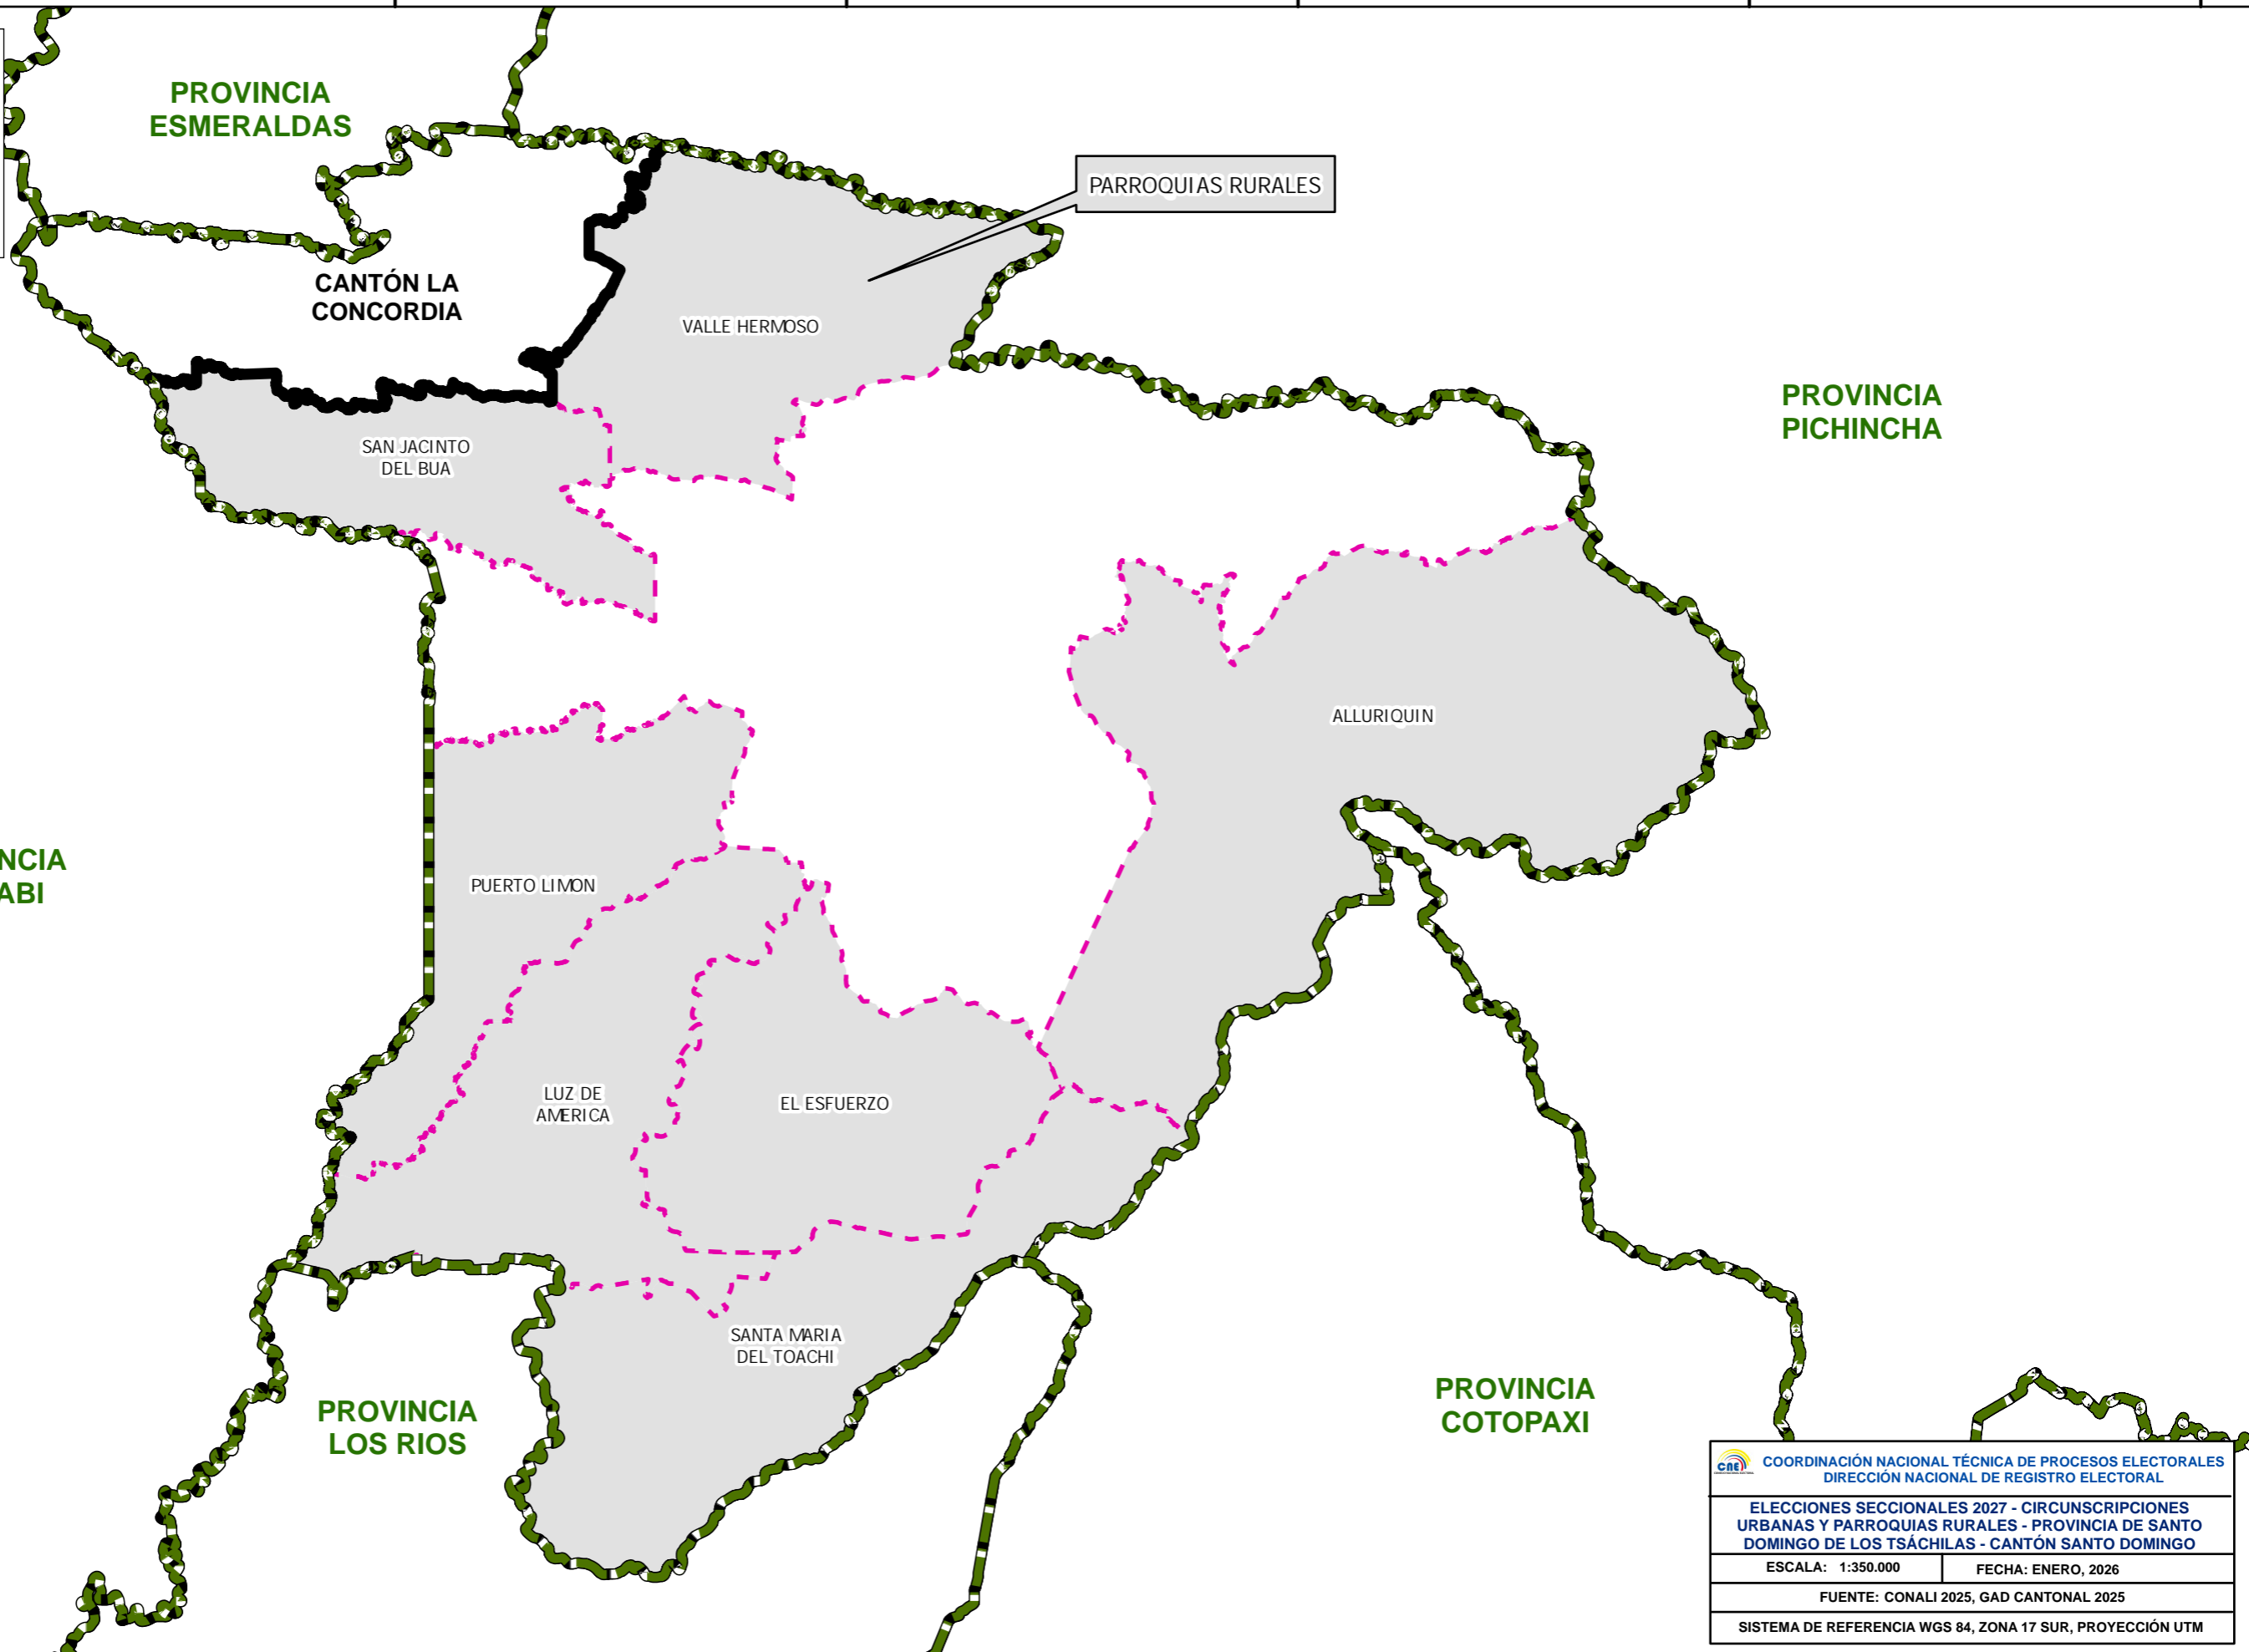 PROVINCIA
ESMERALDAS
PARROQUIAS RURALES
CANTÓN LA
CONCORDIA
VALLE HERMOSO
PROVINCIA
PICHINCHA
SAN JACINTO
DEL BUA
ALLURIQUIN
NCIA
ABI
PUERTO LIMON
LUZ DE
AMERICA
EL ESFUERZO
SANTA MARIA
DEL TOACHI
PROVINCIA
LOS RIOS
PROVINCIA
COTOPAXI
cne
COORDINACIÓN NACIONAL TÉCNICA DE PROCESOS ELECTORALES
DIRECCIÓN NACIONAL DE REGISTRO ELECTORAL
ELECCIONES SECCIONALES 2027 - CIRCUNSCRIPCIONES
URBANAS Y PARROQUIAS RURALES - PROVINCIA DE SANTO
DOMINGO DE LOS TSÁCHILAS - CANTÓN SANTO DOMINGO
ESCALA: 1:350.000
FECHA: ENERO, 2026
FUENTE: CONALI 2025, GAD CANTONAL 2025
SISTEMA DE REFERENCIA WGS 84, ZONA 17 SUR, PROYECCIÓN UTM